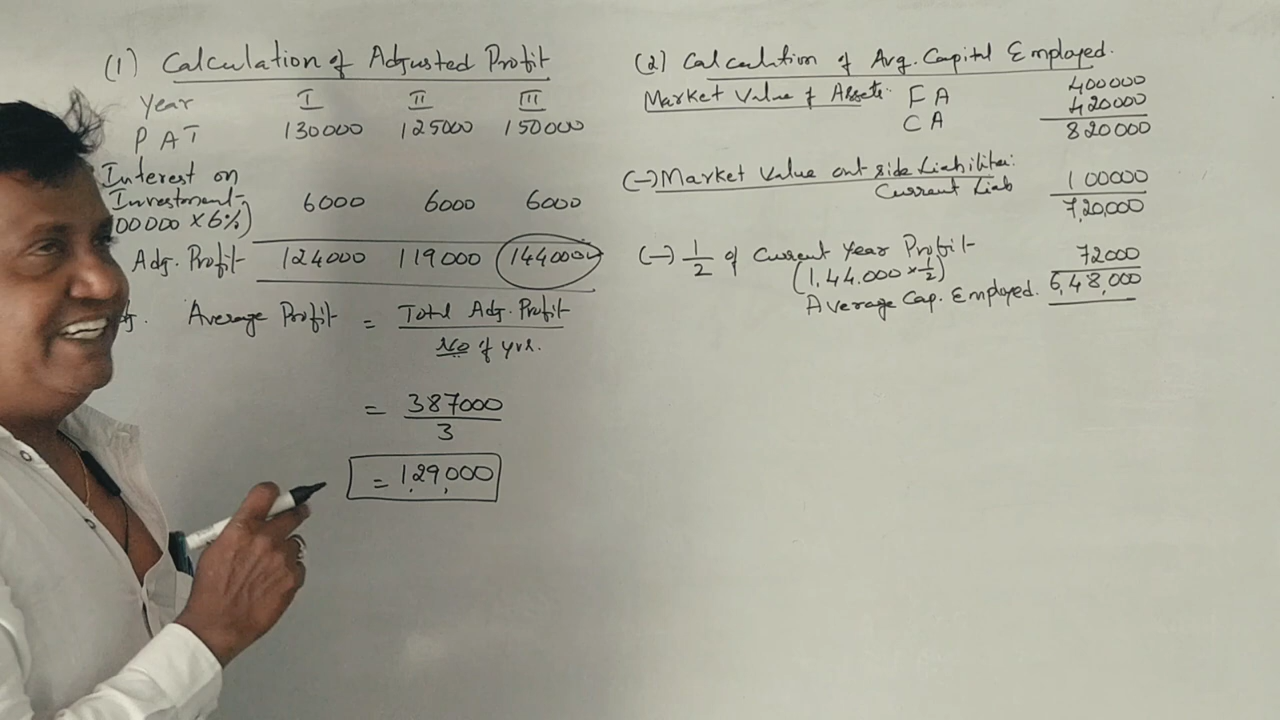 (1) Calculation of Adjusted Profit
Year I II III
PAT 130000 125000 150000
Interest on
Investment 6000 6000 6000
00000 x 6%)
Adj. Profit 124000 119000 144000
Average Profit = Total Adj. Profit
No of yrs.
= 387000
3
= 1,29,000
(2) Calculation of Avg. Capital Employed.
Market Value of Assets: FA 400000
CA 420000
820000
(-) Market Value out side Liabilities:
Current Liab 100000
7,20,000
(-) 1/2 of Current Year Profit 72000
(1,44,000 x 1/2)
Average Cap. Employed. 6,48,000